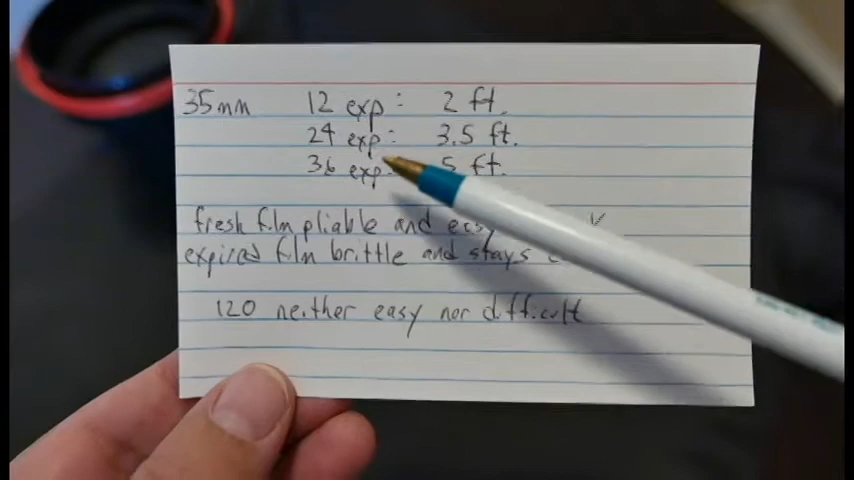 35mm 12 exp: 2 ft.
24 exp: 3.5 ft.
36 exp: 5 ft.
fresh film pliable and
expired film brittle and stays
120 neither easy nor difficult